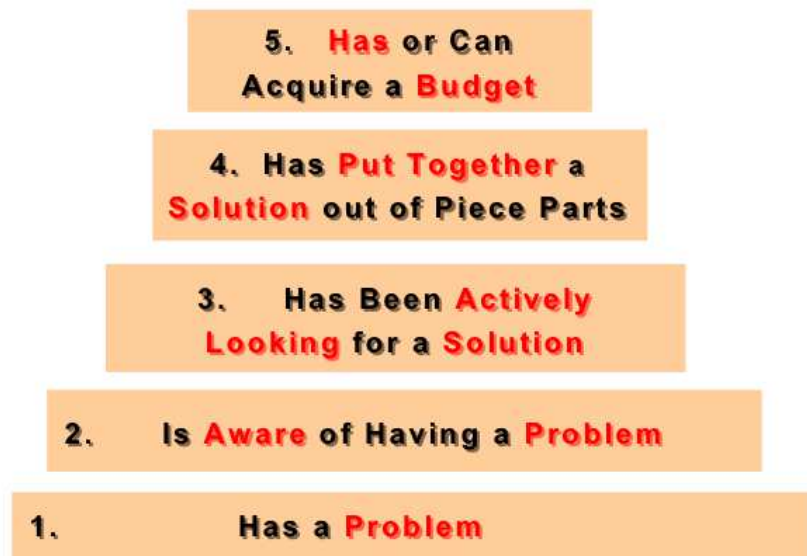 5. Has or Can
Acquire a Budget
4. Has Put Together a
Solution out of Piece Parts
3. Has Been Actively
Looking for a Solution
2. Is Aware of Having a Problem
1. Has a Problem